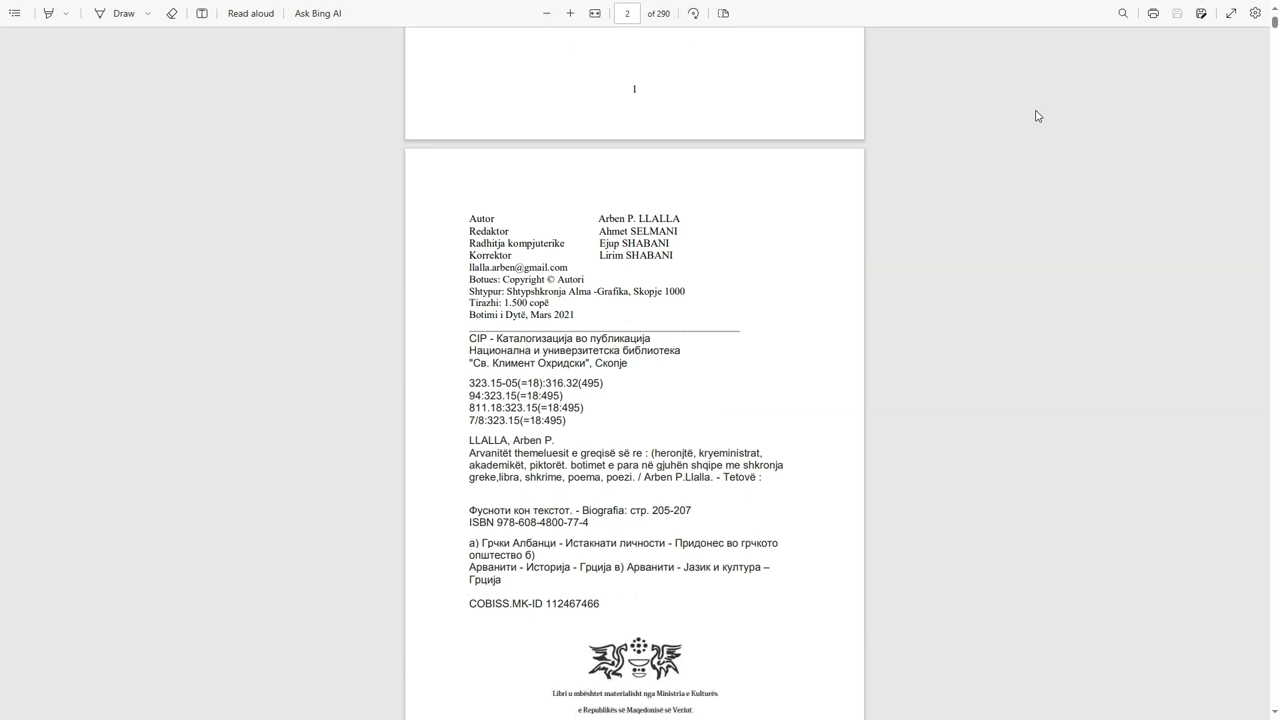 Draw
Read aloud
Ask Bing AI
2
of 290
1
Autor Arben P. LLALLA
Redaktor Ahmet SELMANI
Radhitja kompjuterike Ejup SHABANI
Korrektor Lirim SHABANI
llalla.arben@gmail.com
Botues: Copyright © Autori
Shtypur: Shtypshkronja Alma -Grafika, Skopje 1000
Tirazhi: 1.500 copë
Botimi i Dytë, Mars 2021
CIP - Каталогизација во публикација
Национална и универзитетска библиотека
"Св. Климент Охридски", Скопје
323.15-05(=18):316.32(495)
94:323.15(=18:495)
811.18:323.15(=18:495)
7/8:323.15(=18:495)
LLALLA, Arben P.
Arvanitët themeluesit e greqisë së re : (heronjtë, kryeministrat,
akademikët, piktorët. botimet e para në gjuhën shqipe me shkronja
greke,libra, shkrime, poema, poezi. / Arben P.Llalla. - Tetovë :
Фусноти кон текстот. - Biografia: стр. 205-207
ISBN 978-608-4800-77-4
а) Грчки Албанци - Истакнати личности - Придонес во грчкото
општество б)
Арванити - Историја - Грција в) Арванити - Јазик и култура –
Грција
COBISS.MK-ID 112467466
Libri u mbështet materialisht nga Ministria e Kulturës
e Republikës së Maqedonisë së Veriut